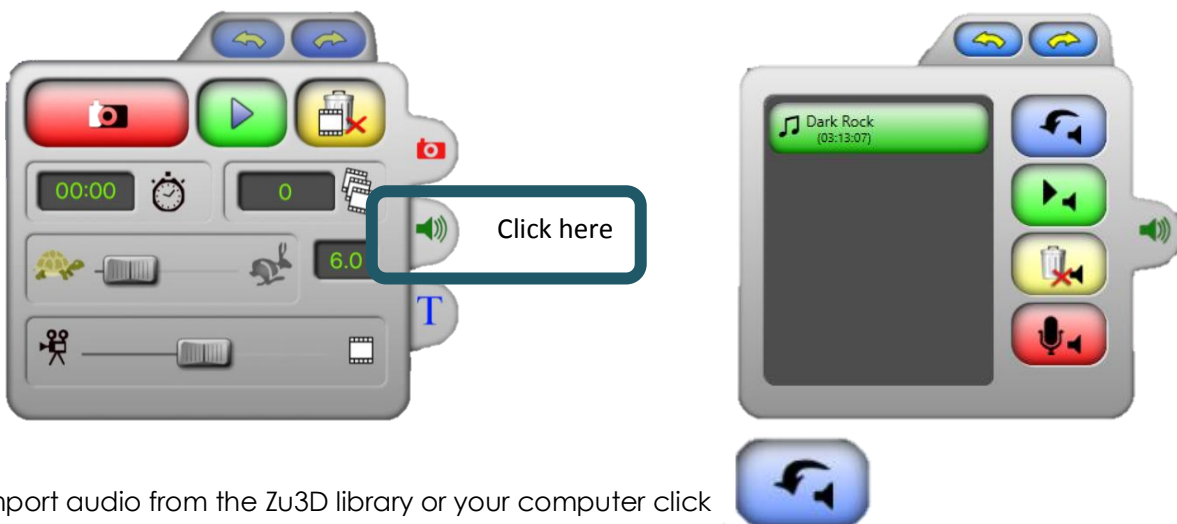 Dark Rock
(03:13:07)
00:00
0
Click here
6.0
T
mport audio from the Zu3D library or your computer click